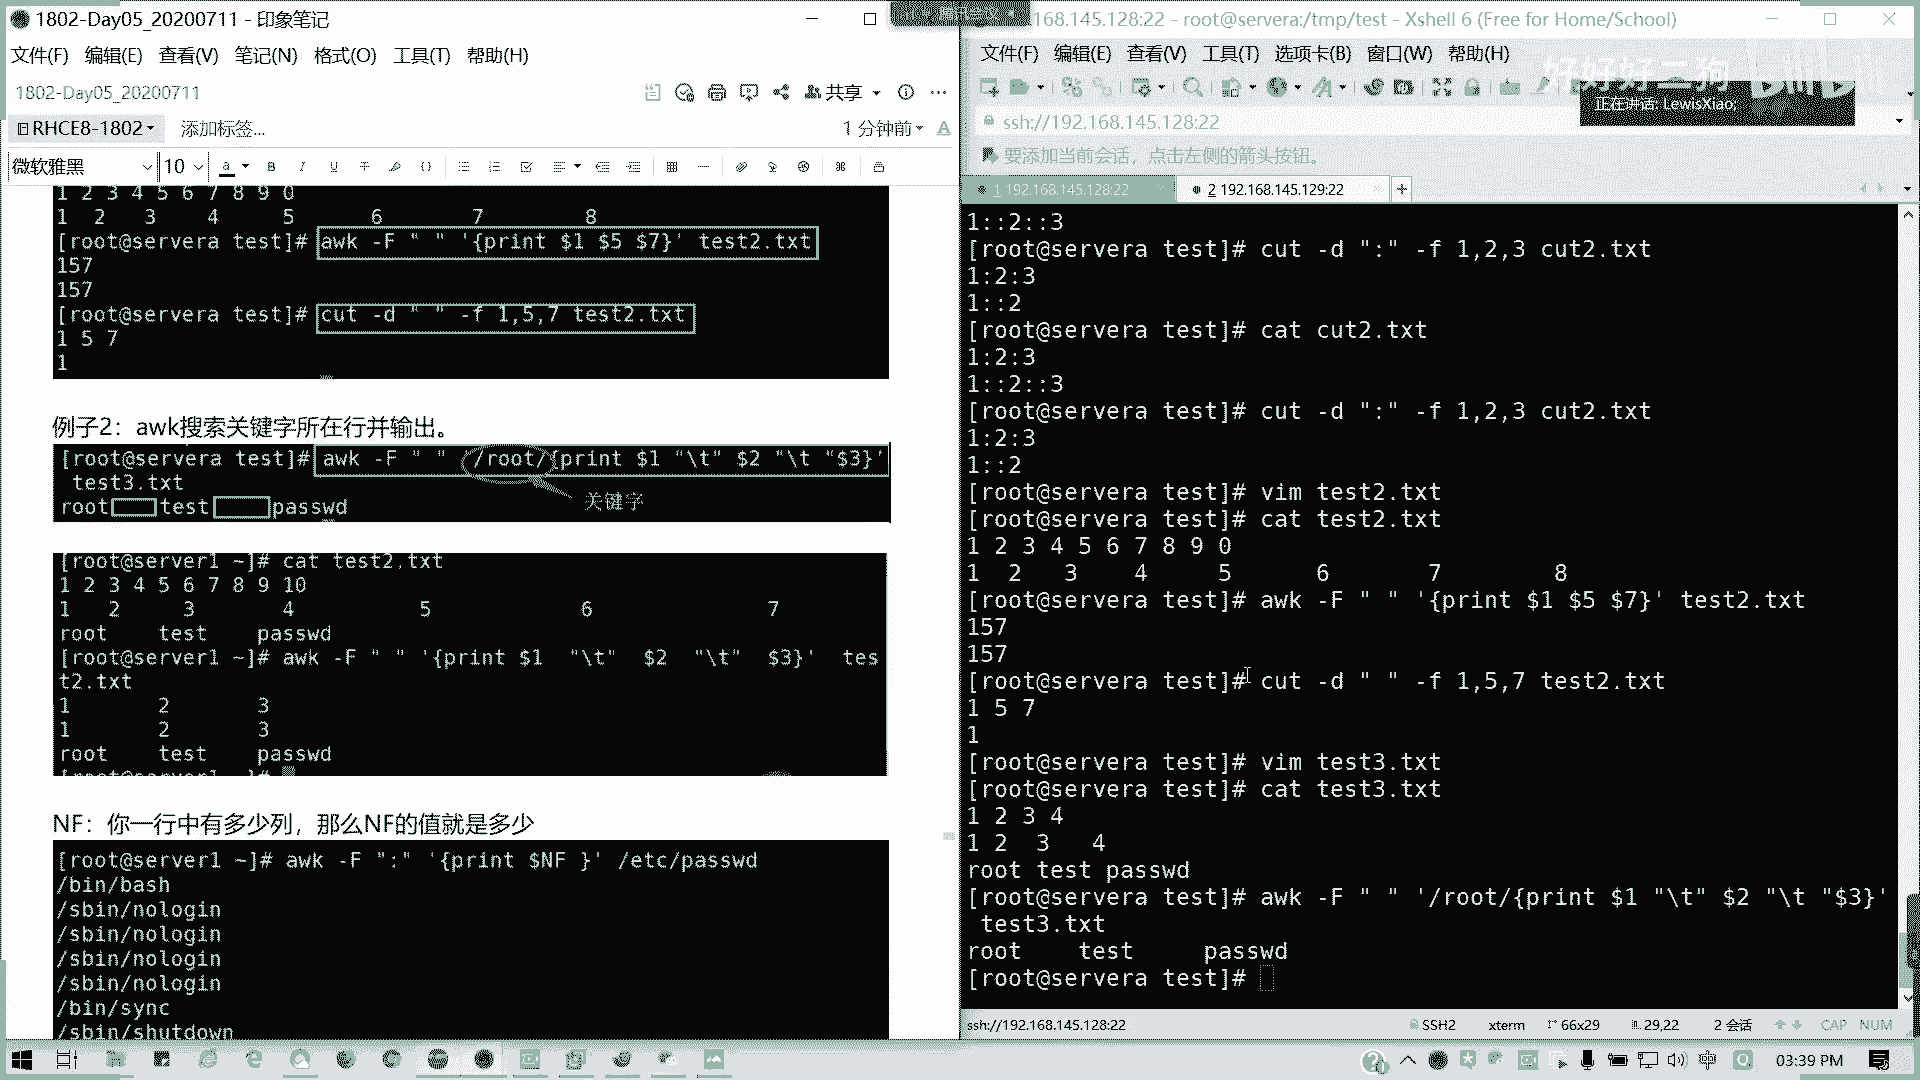 1802-Day05_20200711 - 印象笔记
文件(F) 编辑(E) 查看(V) 笔记(N) 格式(O) 工具(T) 帮助(H)
1802-Day05_20200711
共享
RHCE8-1802
添加标签...
1 分钟前
微软雅黑 10
1 2 3 4 5 6 7 8 9 0
1 2 3 4 5 6 7 8
[root@servera test]# awk -F " " '{print $1 $5 $7}' test2.txt
157
157
[root@servera test]# cut -d " " -f 1,5,7 test2.txt
1 5 7
1
例子2：awk搜索关键字所在行并输出。
[root@servera test]# awk -F " " '/root/{print $1 "\t" $2 "\t "$3}'
test3.txt
root test passwd
关键字
[root@server1 ~]# cat test2.txt
1 2 3 4 5 6 7 8 9 10
1 2 3 4 5 6 7
root test passwd
[root@server1 ~]# awk -F " " '{print $1 "\t" $2 "\t" $3}' tes
t2.txt
1 2 3
1 2 3
root test passwd
NF：你一行中有多少列，那么NF的值就是多少
[root@server1 ~]# awk -F ":" '{print $NF }' /etc/passwd
/bin/bash
/sbin/nologin
/sbin/nologin
/sbin/nologin
/sbin/nologin
/bin/sync
/sbin/shutdown
168.145.128:22 - root@servera:/tmp/test - Xshell 6 (Free for Home/School)
文件(F) 编辑(E) 查看(V) 工具(T) 选项卡(B) 窗口(W) 帮助(H)
好好好二狗
正在讲话: LewisXiao;
ssh://192.168.145.128:22
要添加当前会话，点击左侧的箭头按钮。
1 192.168.145.128:22
2 192.168.145.129:22
1::2::3
[root@servera test]# cut -d ":" -f 1,2,3 cut2.txt
1:2:3
1::2
[root@servera test]# cat cut2.txt
1:2:3
1::2::3
[root@servera test]# cut -d ":" -f 1,2,3 cut2.txt
1:2:3
1::2
[root@servera test]# vim test2.txt
[root@servera test]# cat test2.txt
1 2 3 4 5 6 7 8 9 0
1 2 3 4 5 6 7 8
[root@servera test]# awk -F " " '{print $1 $5 $7}' test2.txt
157
157
[root@servera test]# cut -d " " -f 1,5,7 test2.txt
1 5 7
1
[root@servera test]# vim test3.txt
[root@servera test]# cat test3.txt
1 2 3 4
1 2 3 4
root test passwd
[root@servera test]# awk -F " " '/root/{print $1 "\t" $2 "\t "$3}'
test3.txt
root test passwd
[root@servera test]#
ssh://192.168.145.128:22
SSH2 xterm 66x29 29,22 2 会话 CAP NUM
03:39 PM